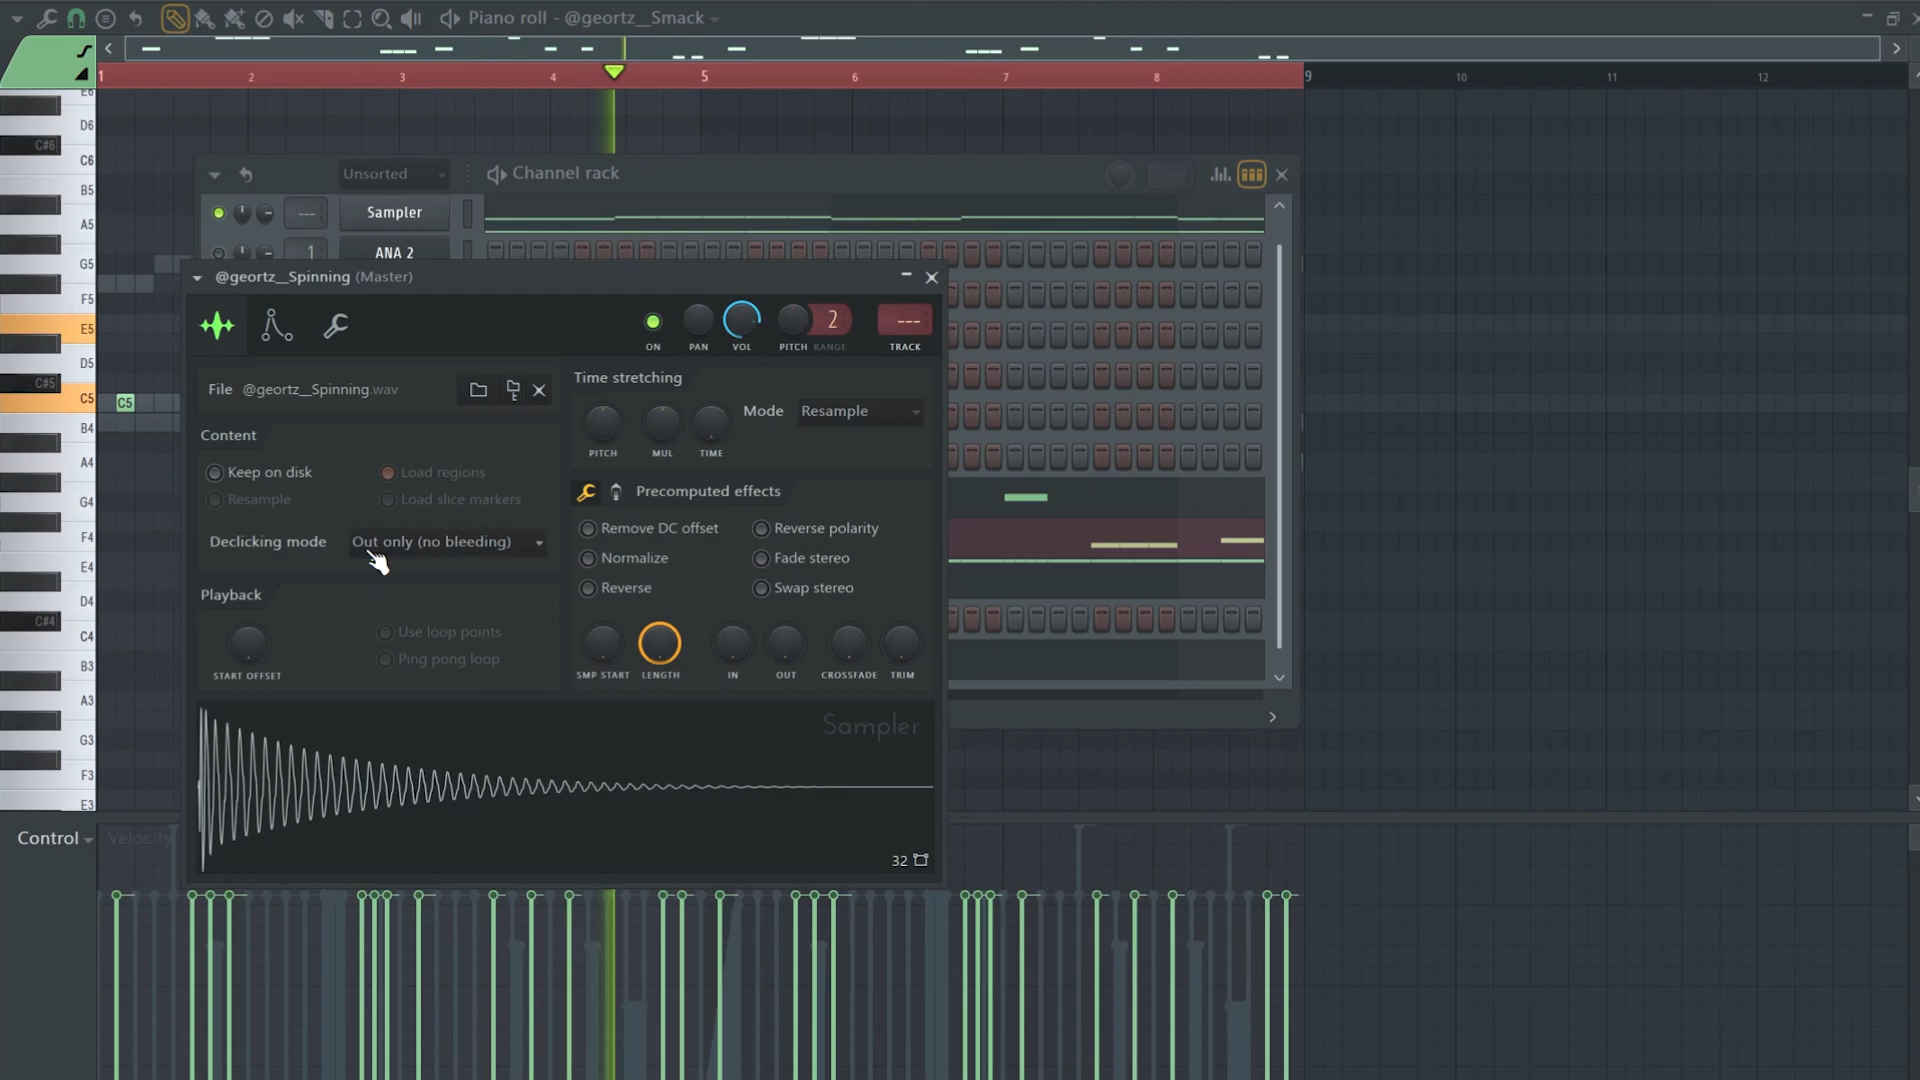 Piano roll - @geortz__Smack
1 2 3 4 5 6 7 8 9 10 11 12
E6
D6
C#6
C6
B5
A5
G5
F5
E5
D5
C#5
C5
B4
A4
G4
F4
E4
D4
C#4
C4
B3
A3
G3
F3
E3
C5
Unsorted
Channel rack
--- Sampler
1 ANA 2
@geortz__Spinning (Master)
2
---
ON PAN VOL PITCH RANGE TRACK
File @geortz__Spinning.wav
Content
Keep on disk Load regions
Resample Load slice markers
Declicking mode Out only (no bleeding)
Playback
Use loop points
Ping pong loop
START OFFSET
Time stretching
Mode Resample
PITCH MUL TIME
Precomputed effects
Remove DC offset Reverse polarity
Normalize Fade stereo
Reverse Swap stereo
SMP START LENGTH IN OUT CROSSFADE TRIM
Sampler
32
Control Velocity